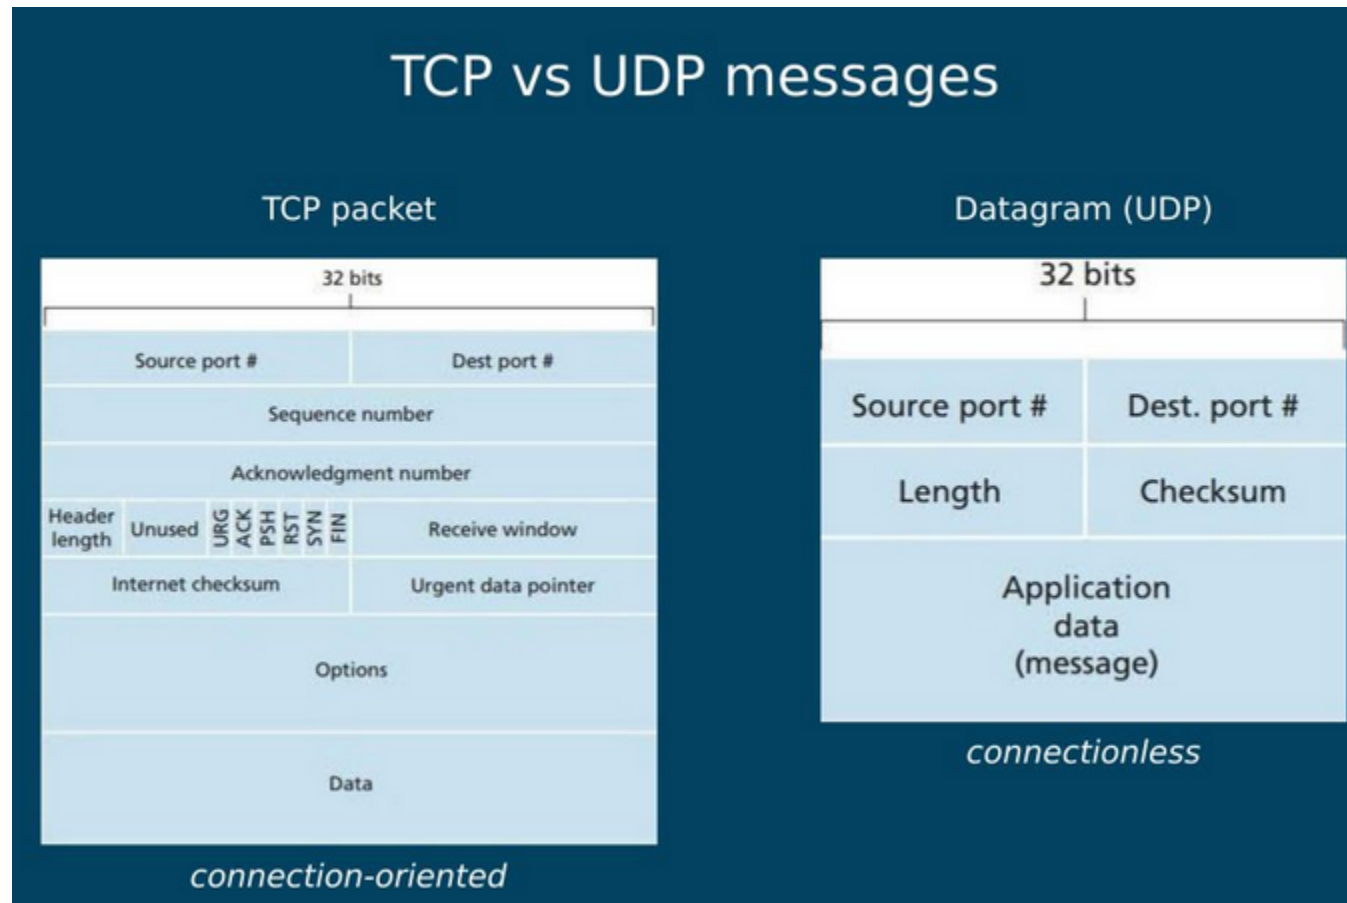 TCP vs UDP messages
TCP packet
32 bits
Source port #
Dest port #
Sequence number
Acknowledgment number
Header
length
Unused
URG
ACK
PSH
RST
SYN
FIN
Receive window
Internet checksum
Urgent data pointer
Options
Data
connection-oriented
Datagram (UDP)
32 bits
Source port #
Dest. port #
Length
Checksum
Application
data
(message)
connectionless